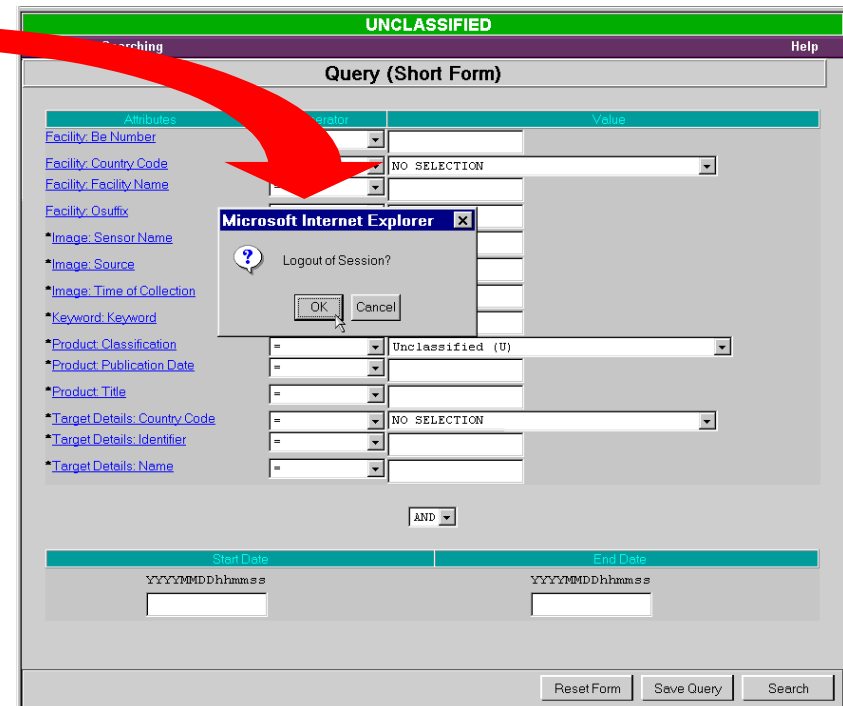 UNCLASSIFIED
Searching Help
Query (Short Form)
Attributes Value
Facility: Be Number
Facility: Country Code NO SELECTION
Facility: Facility Name =
Facility: Osuffix
*Image: Sensor Name
*Image: Source
*Image: Time of Collection
*Keyword: Keyword
Microsoft Internet Explorer
Logout of Session?
OK Cancel
*Product: Classification = Unclassified (U)
*Product: Publication Date =
*Product: Title =
*Target Details: Country Code = NO SELECTION
*Target Details: Identifier =
*Target Details: Name =
AND
Start Date End Date
YYYYMMDDhhmmss YYYYMMDDhhmmss
Reset Form Save Query Search